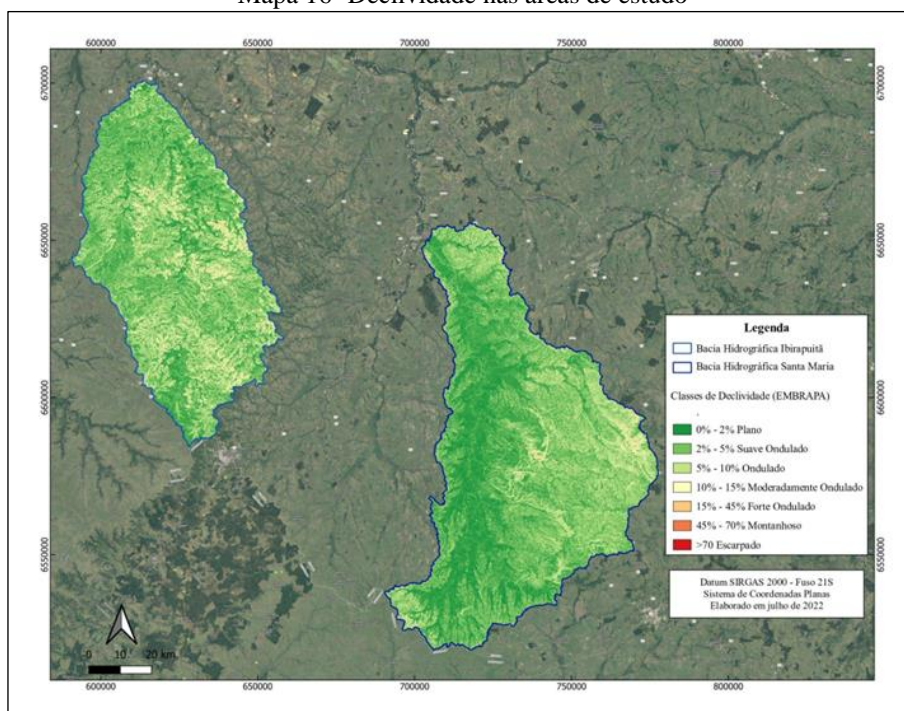 Mapa 16- Declividade nas áreas de estudo
600000 650000 700000 750000 800000
6700000 6700000
6650000 6650000
6600000 6600000
6550000 6550000
Legenda
Bacia Hidrográfica Ibirapuitã
Bacia Hidrográfica Santa Maria
Classes de Declividade (EMBRAPA)
0% - 2% Plano
2% - 5% Suave Ondulado
5% - 10% Ondulado
10% - 15% Moderadamente Ondulado
15% - 45% Forte Ondulado
45% - 70% Montanhoso
>70 Escarpado
Datum SIRGAS 2000 - Fuso 21S
Sistema de Coordenadas Planas
Elaborado em julho de 2022
0 10 20 km
600000 650000 700000 750000 800000